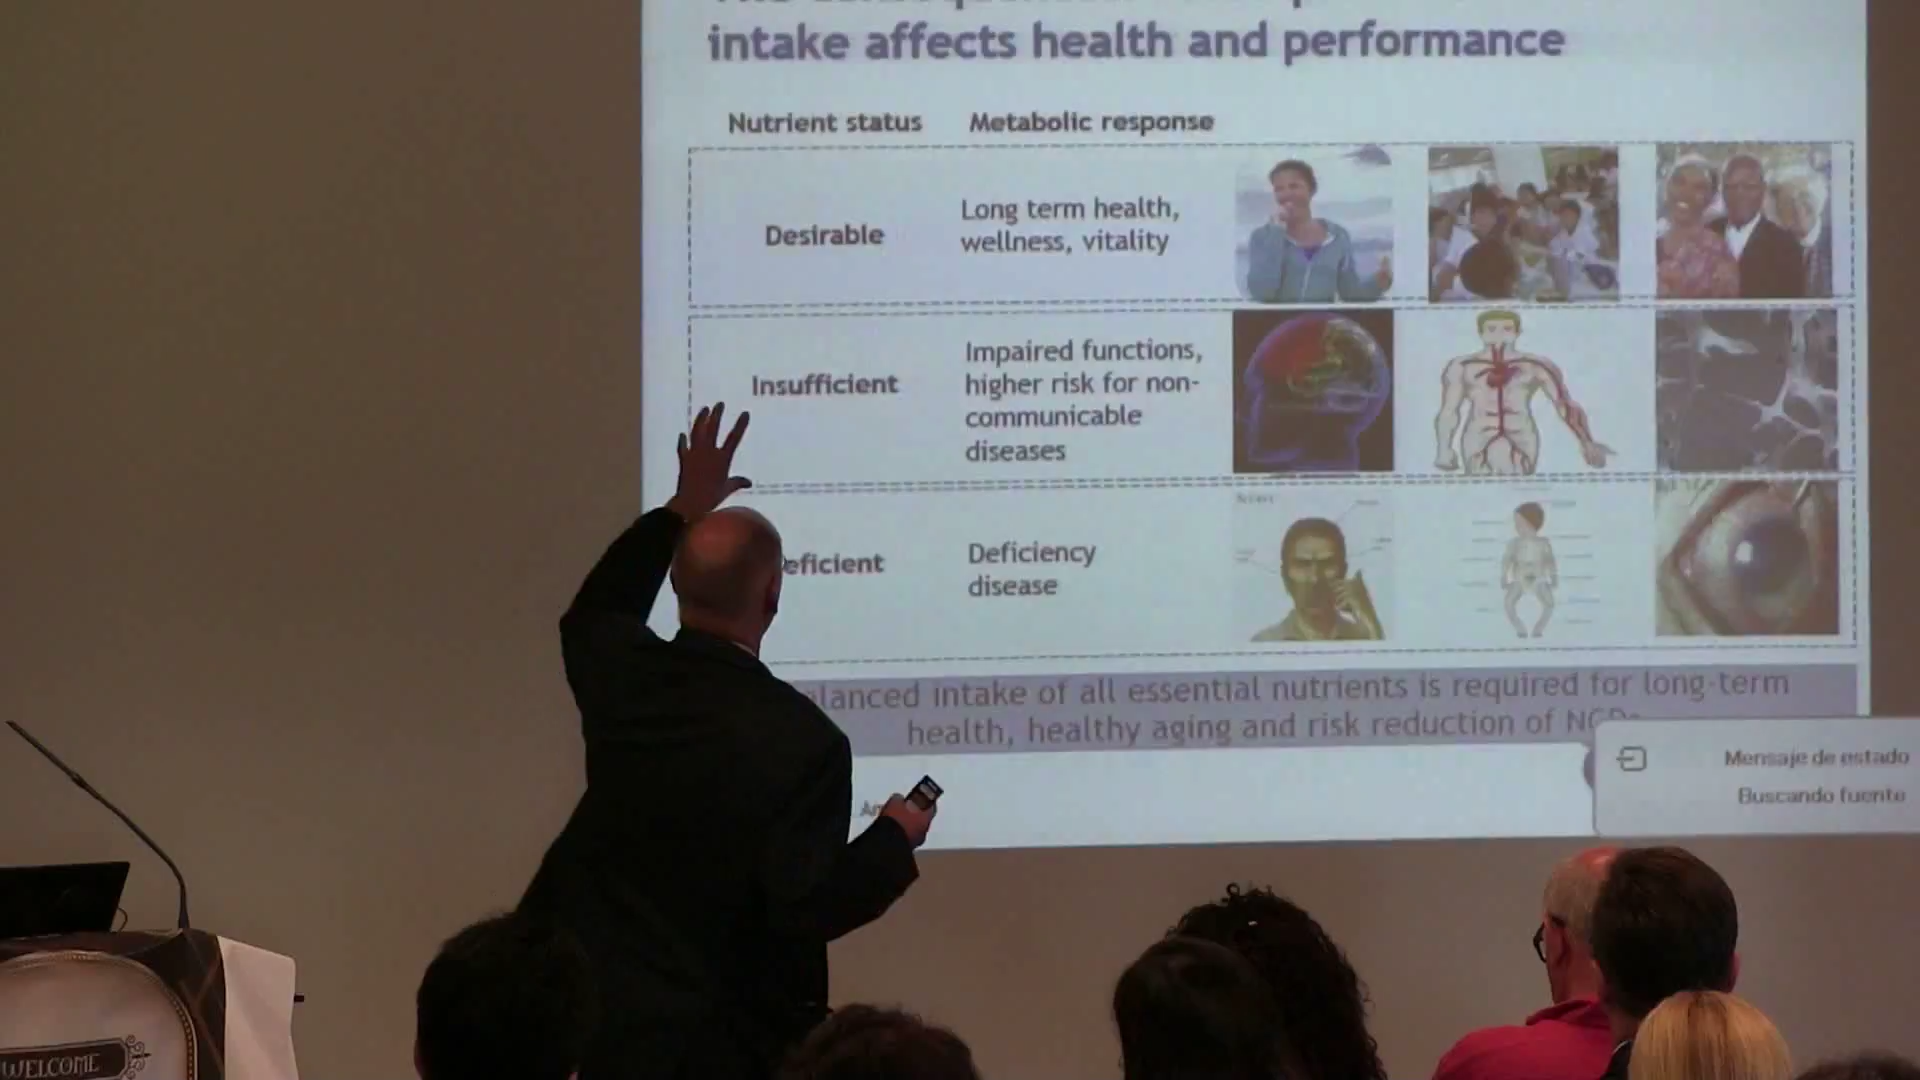 intake affects health and performance
Nutrient status Metabolic response
Desirable
Long term health,
wellness, vitality
Insufficient
Impaired functions,
higher risk for non-
communicable
diseases
eficient
Deficiency
disease
lanced intake of all essential nutrients is required for long-term
health, healthy aging and risk reduction of
Mensaje de estado
Buscando fuente
WELCOME